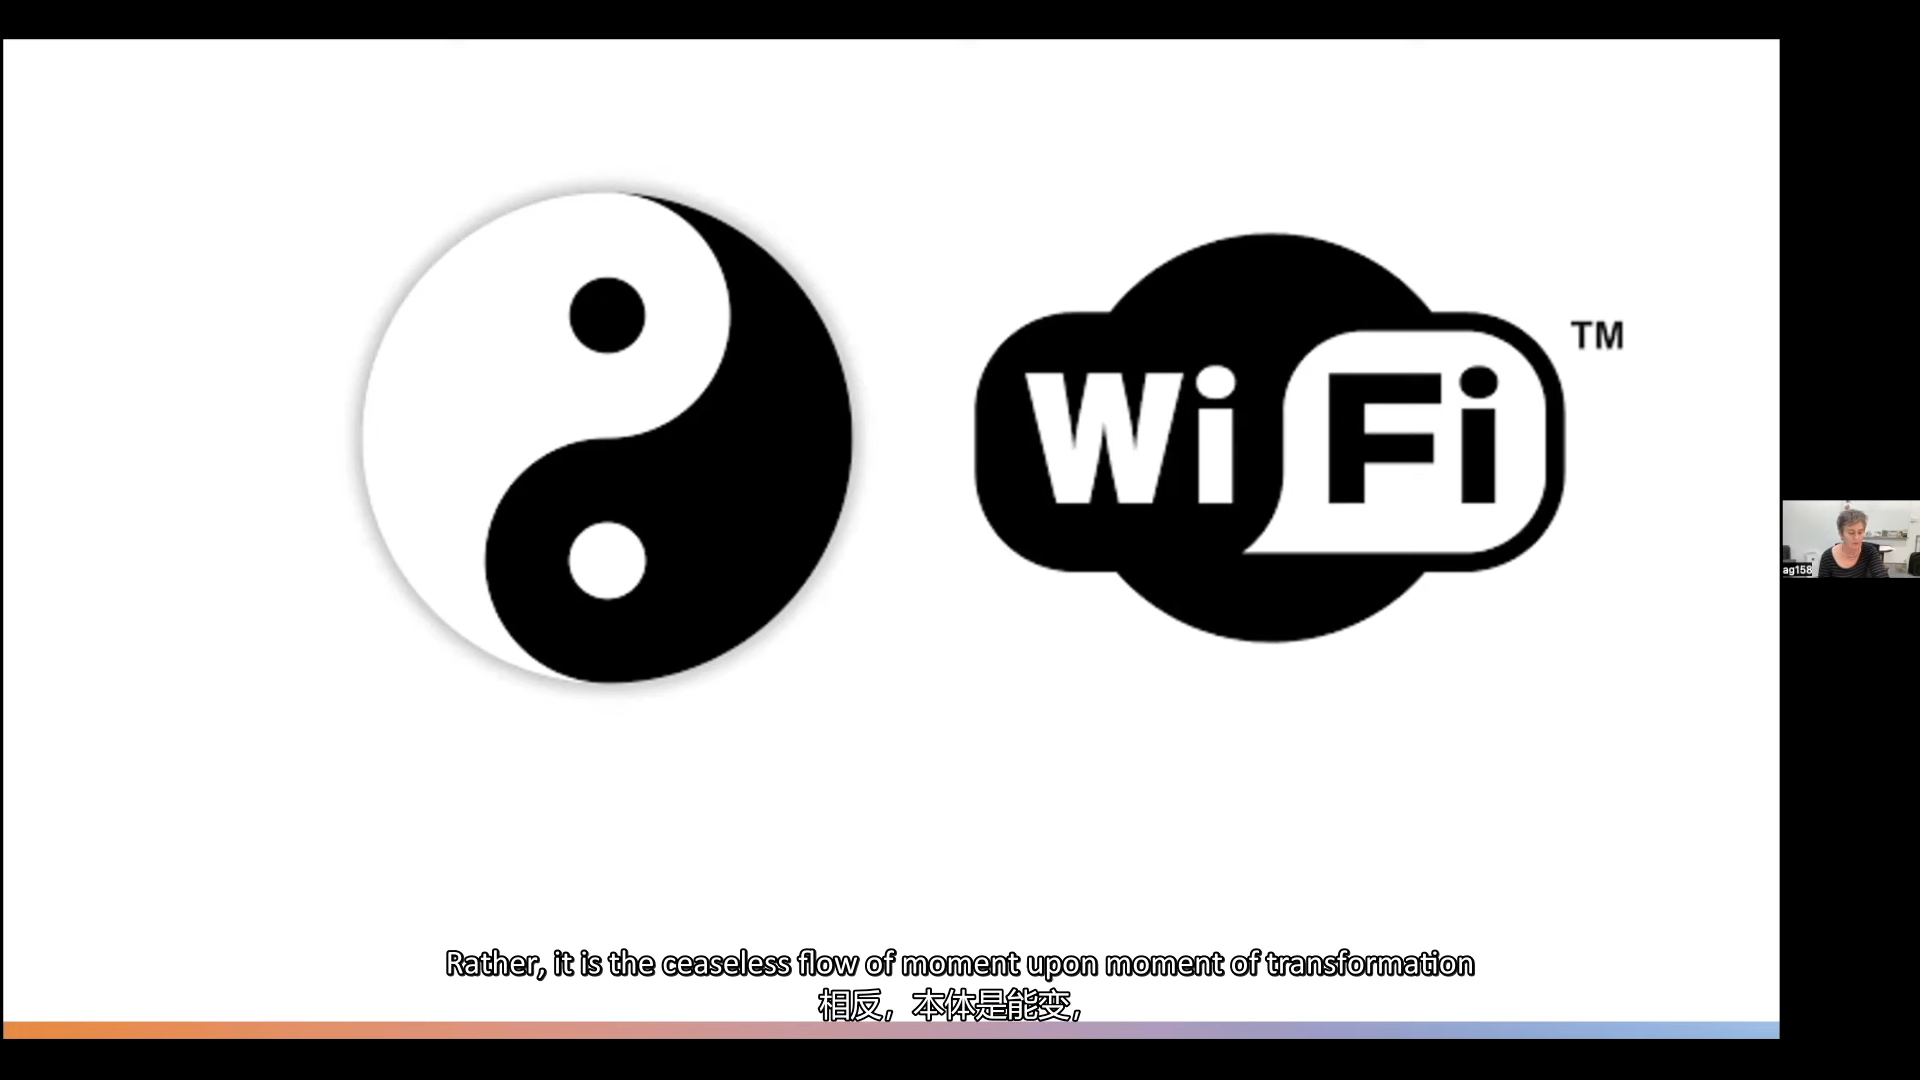 Wi Fi TM
ag158
Rather, it is the ceaseless flow of moment upon moment of transformation
相反，本体是能变，